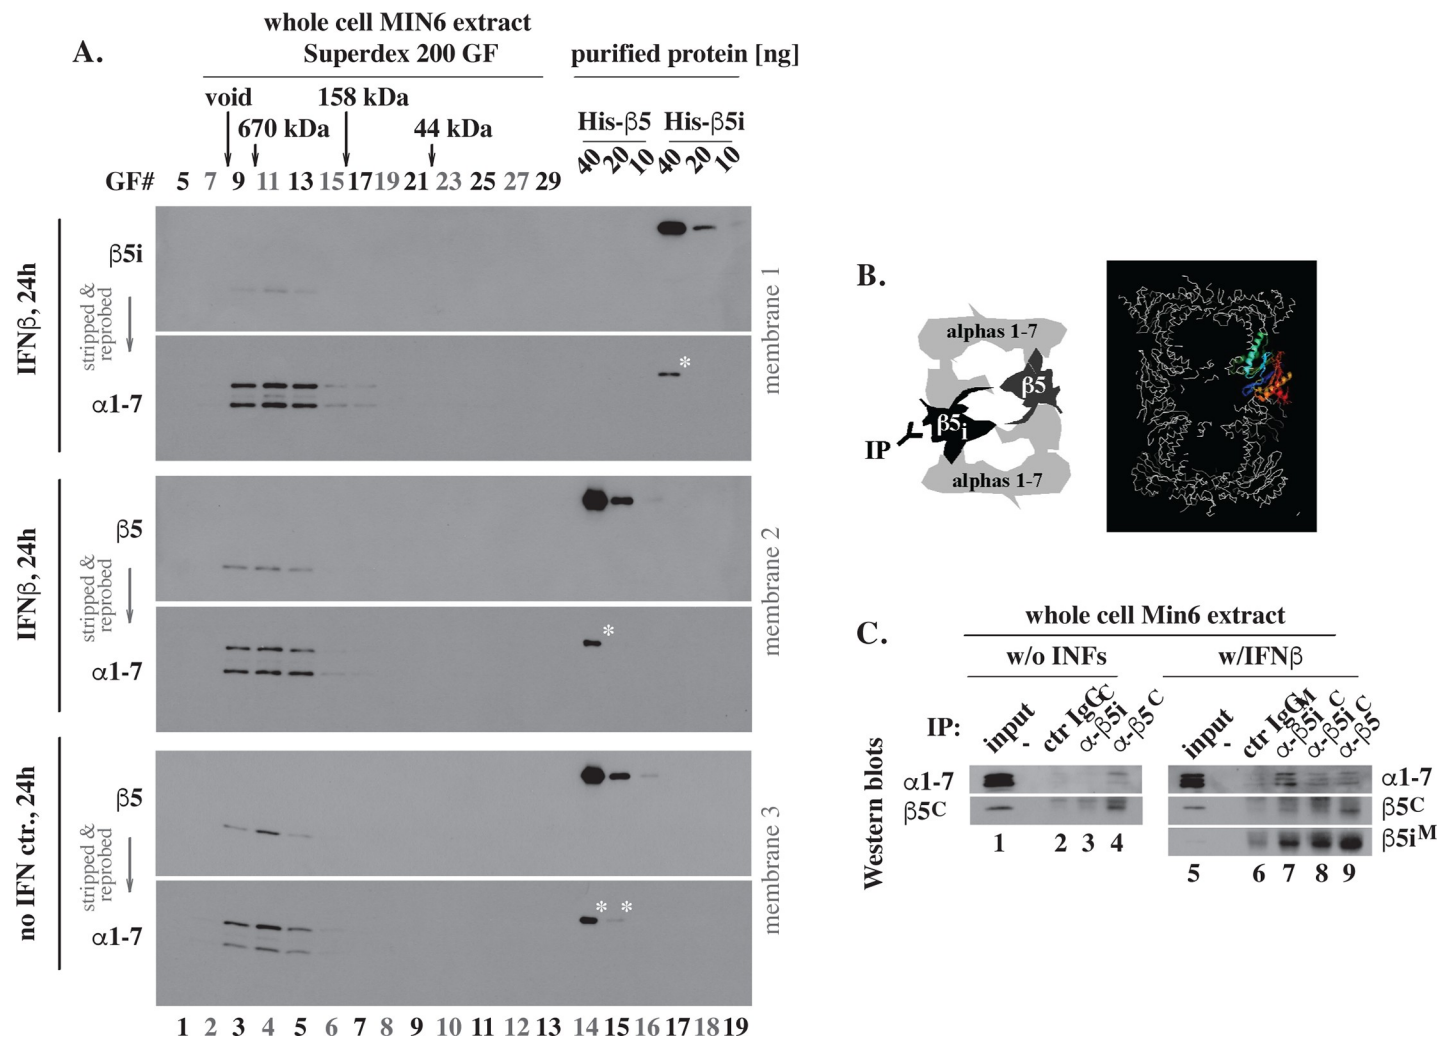 A.
whole cell MIN6 extract
Superdex 200 GF
purified protein [ng]
void
158 kDa
670 kDa
44 kDa
His-β5 His-β5i
40 20 10 40 20 10
GF# 5 7 9 11 13 15 17 19 21 23 25 27 29
IFNβ, 24h
β5i
stripped &
reprobed
α1-7
*
membrane 1
IFNβ, 24h
β5
stripped &
reprobed
α1-7
*
membrane 2
no IFN ctr., 24h
β5
stripped &
reprobed
α1-7
* *
membrane 3
1 2 3 4 5 6 7 8 9 10 11 12 13 14 15 16 17 18 19
B.
alphas 1-7
β5
β5i
IP
alphas 1-7
C.
whole cell Min6 extract
w/o INFs
w/IFNβ
IP:
input - ctr IgG α-β5iC α-β5C
input - ctr IgG α-β5iM α-β5iC α-β5C
Western blots
α1-7
α1-7
β5C
β5C
β5iM
1 2 3 4
5 6 7 8 9